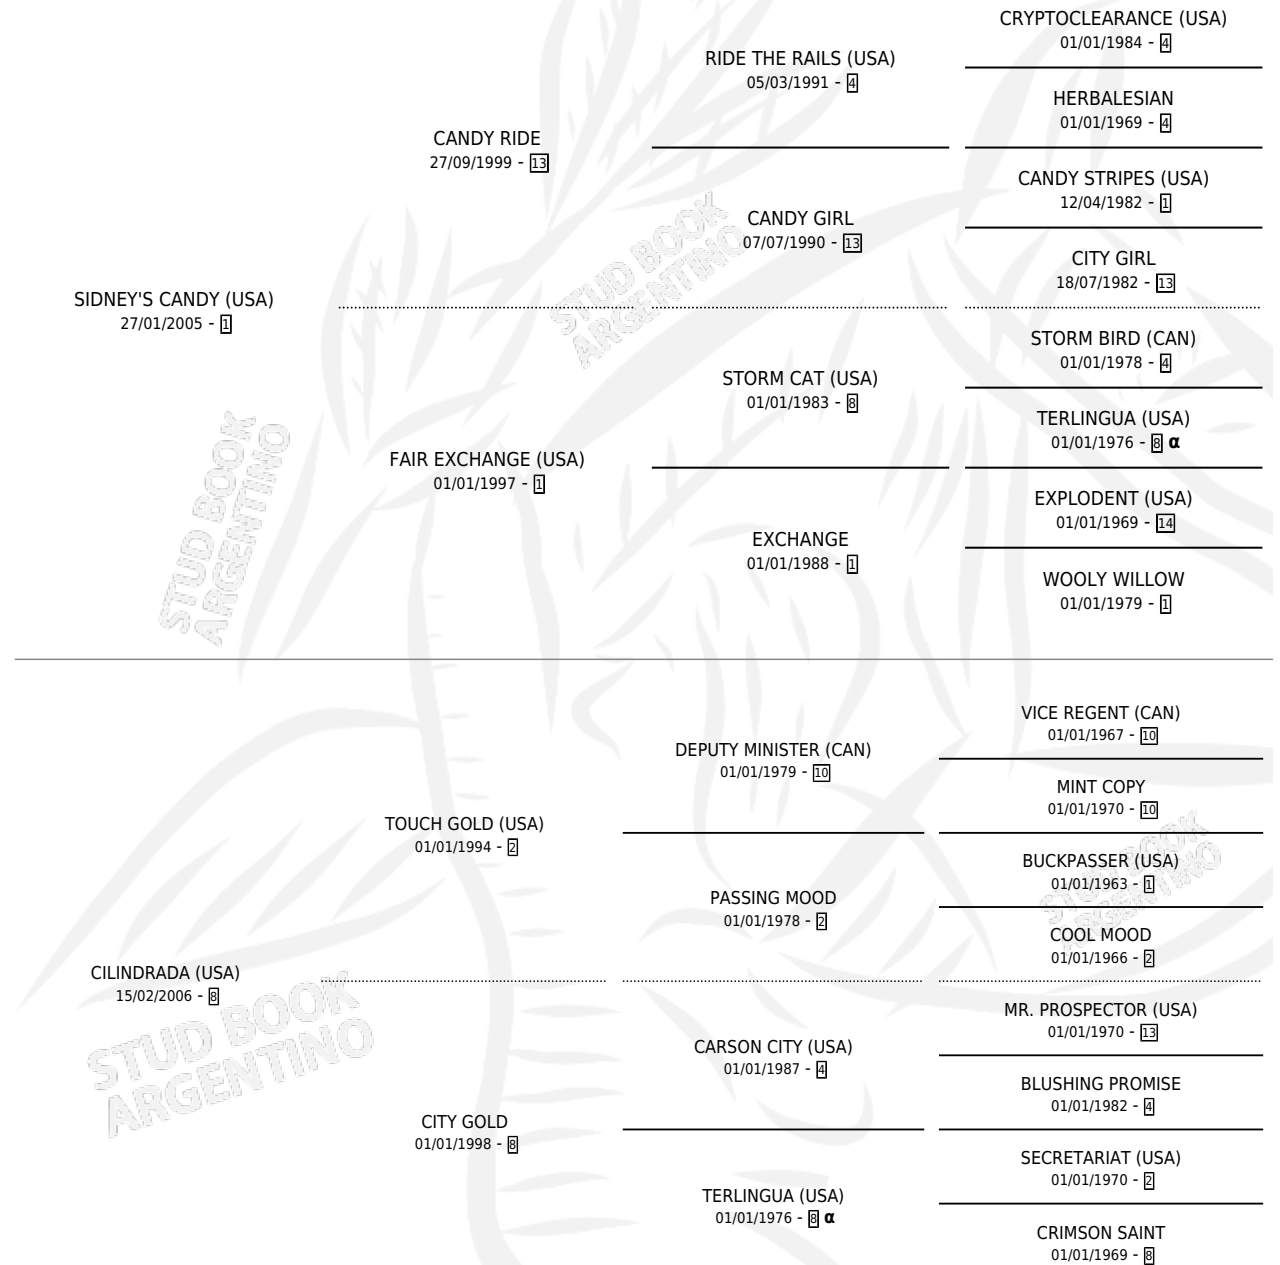 CRYPTOCLEARANCE (USA)
01/01/1984 - 4
RIDE THE RAILS (USA)
05/03/1991 - 4
HERBALESIAN
01/01/1969 - 4
CANDY RIDE
27/09/1999 - 13
CANDY STRIPES (USA)
12/04/1982 - 1
CANDY GIRL
07/07/1990 - 13
CITY GIRL
18/07/1982 - 13
SIDNEY'S CANDY (USA)
27/01/2005 - 1
STORM BIRD (CAN)
01/01/1978 - 4
STORM CAT (USA)
01/01/1983 - 8
TERLINGUA (USA)
01/01/1976 - 8 α
FAIR EXCHANGE (USA)
01/01/1997 - 1
EXPLODENT (USA)
01/01/1969 - 14
EXCHANGE
01/01/1988 - 1
WOOLY WILLOW
01/01/1979 - 1
VICE REGENT (CAN)
01/01/1967 - 10
DEPUTY MINISTER (CAN)
01/01/1979 - 10
MINT COPY
01/01/1970 - 10
TOUCH GOLD (USA)
01/01/1994 - 2
BUCKPASSER (USA)
01/01/1963 - 1
PASSING MOOD
01/01/1978 - 2
COOL MOOD
01/01/1966 - 2
CILINDRADA (USA)
15/02/2006 - 8
MR. PROSPECTOR (USA)
01/01/1970 - 13
CARSON CITY (USA)
01/01/1987 - 4
BLUSHING PROMISE
01/01/1982 - 4
CITY GOLD
01/01/1998 - 8
SECRETARIAT (USA)
01/01/1970 - 2
TERLINGUA (USA)
01/01/1976 - 8 α
CRIMSON SAINT
01/01/1969 - 8
STUD BOOK
ARGENTINO
STUD BOOK
ARGENTINO
STUD BOOK
ARGENTINO
STUD BOOK
ARGENTINO